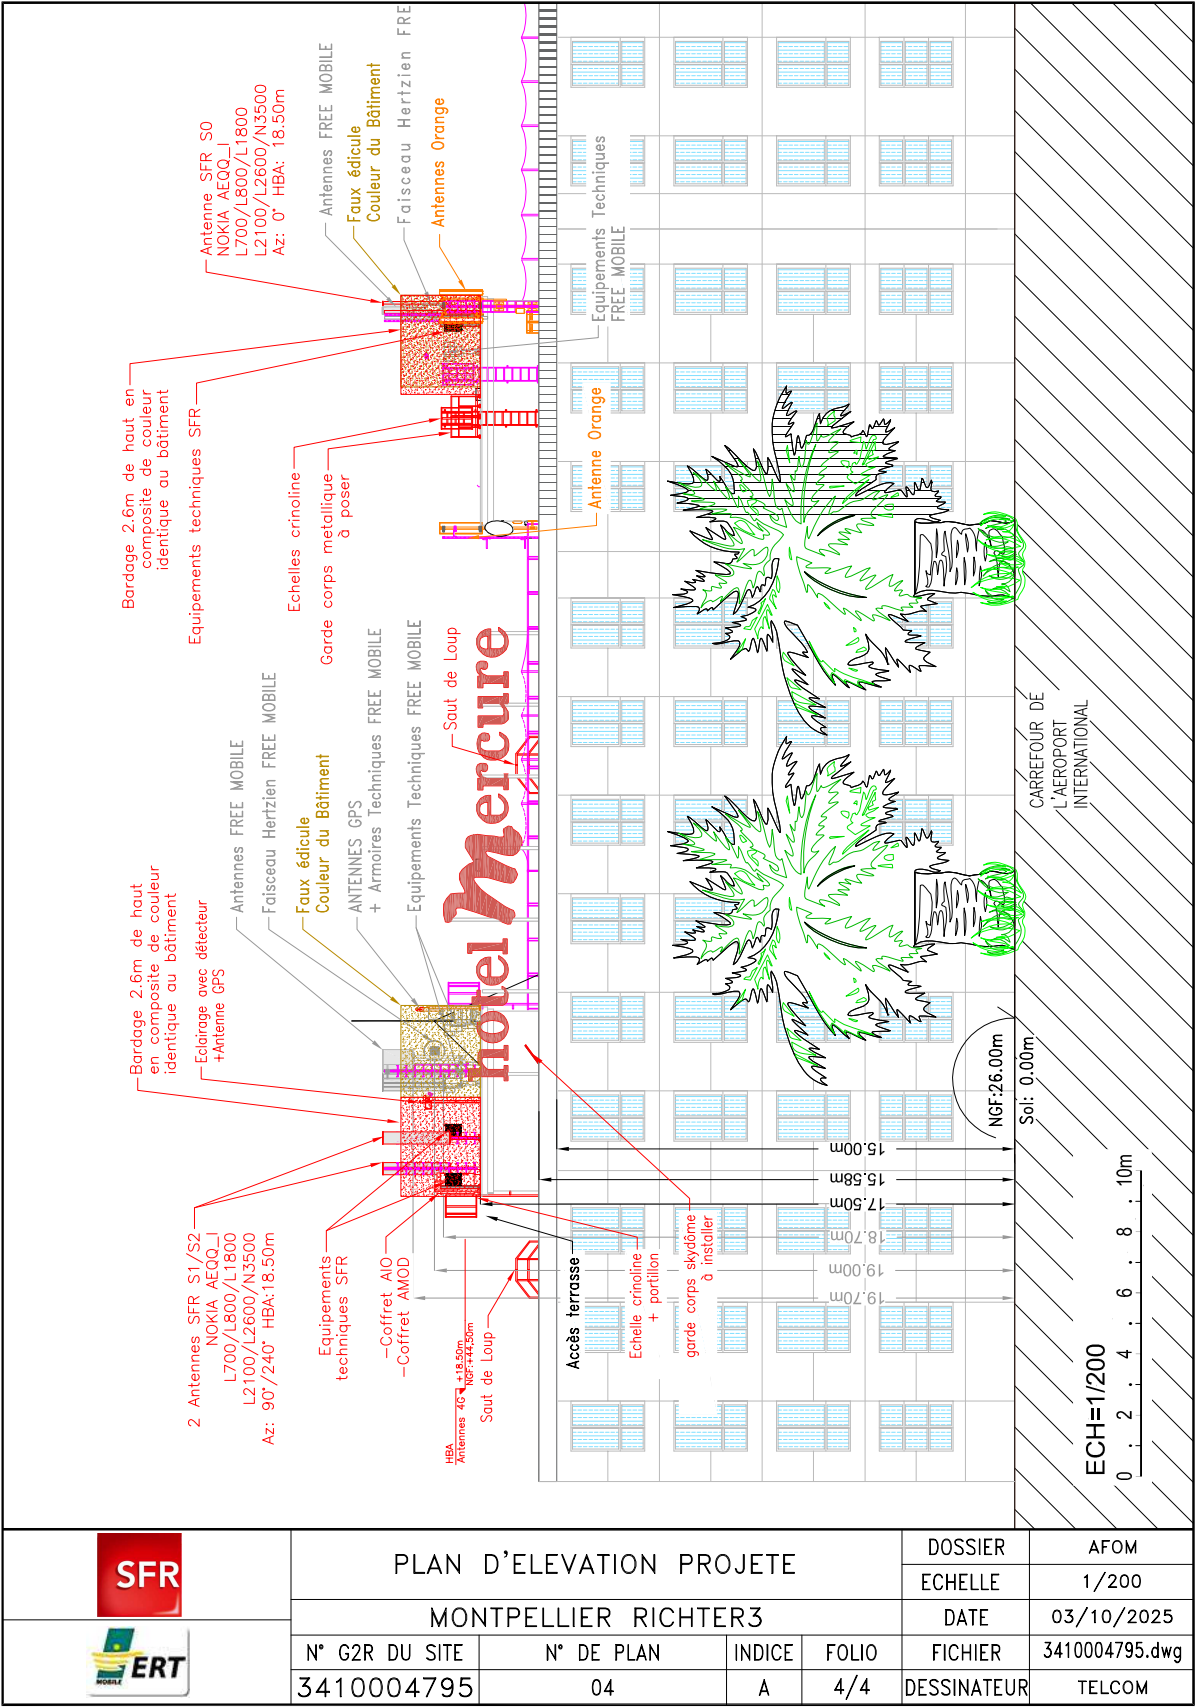 Antenne SFR S0
NOKIA AEQQ_I
L700/L800/L1800
L2100/L2600/N3500
Az: 0° HBA: 18.50m
Antennes FREE MOBILE
Faux édicule
Couleur du Bâtiment
Faisceau Hertzien FRE
Antennes Orange
Equipements Techniques
FREE MOBILE
Bardage 2.6m de haut en
composite de couleur
identique au bâtiment
Equipements techniques SFR
Echelles crinoline
Garde corps metallique
à poser
Antenne Orange
Antennes FREE MOBILE
Faisceau Hertzien FREE MOBILE
Faux édicule
Couleur du Bâtiment
ANTENNES GPS
+ Armoires Techniques FREE MOBILE
Equipements Techniques FREE MOBILE
Saut de Loup
hotel Mercure
Bardage 2.6m de haut
en composite de couleur
identique au bâtiment
Eclairage avec détecteur
+Antenne GPS
2 Antennes SFR S1/S2
NOKIA AEQQ_I
L700/L800/L1800
L2100/L2600/N3500
Az: 90°/240° HBA:18.50m
Equipements
techniques SFR
-Coffret AIO
-Coffret AMOD
HBA
Antennes 4G
+18.50m
NGF:+44,50m
Saut de Loup
Accès terrasse
Echelle crinoline
+ portillon
garde corps skydôme
à installer
15.00m
15.58m
17.50m
18.70m
19.00m
19.70m
NGF:26.00m
Sol: 0.00m
CARREFOUR DE
L'AEROPORT
INTERNATIONAL
ECH=1/200
0 2 4 6 8 10m
SFR
ERT
MOBILE
PLAN D'ELEVATION PROJETE
MONTPELLIER RICHTER3
N° G2R DU SITE
N° DE PLAN
INDICE
FOLIO
3410004795
04
A
4/4
DOSSIER
AFOM
ECHELLE
1/200
DATE
03/10/2025
FICHIER
3410004795.dwg
DESSINATEUR
TELCOM